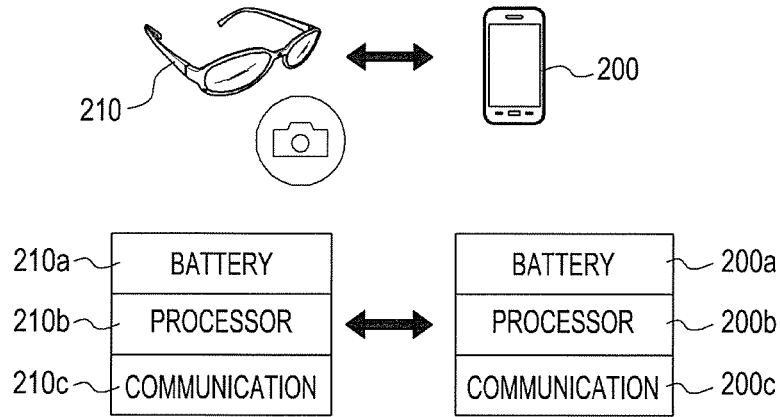 210
200
210a BATTERY BATTERY 200a
210b PROCESSOR PROCESSOR 200b
210c COMMUNICATION COMMUNICATION 200c